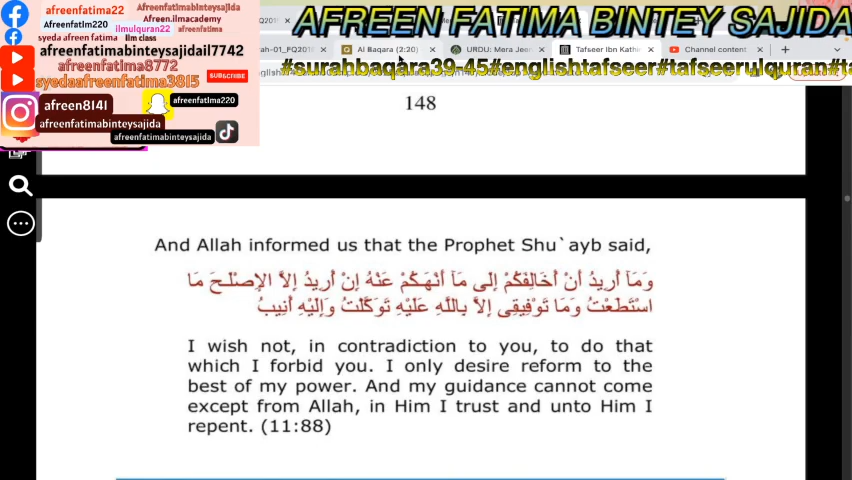 afreenfatima22
Afreenfatimabinteysajida
Afreenfatim220
Afreen.ilmacademy
ilmulquran22
afreenfatima
syeda afreen fatima
ilm class
afreenfatimabinteysajidail7742
afreenfatima8772
syedaafreenfatima3815
SUBSCRIBE
afreen8141
afreenfatima220
afreenfatimabinteysajida
afreenfatimabinteysajida
AFREEN FATIMA BINTEY SAJIDA
Al Baqara (2:20)
URDU: Mera Jeen
Tafseer Ibn Kathe
Channel content
#surahbaqara39-45#englishtafseer#tafseerulquran#ta
148
And Allah informed us that the Prophet Shu`ayb said,
وَمَآ أُرِيدُ أَنْ أُخَالِفَكُمْ إِلَى مَآ أَنْهَـكُمْ عَنْهُ إِنْ أُرِيدُ إِلاَّ الإِصْلَـحَ مَا
اسْتَطَعْتُ وَمَا تَوْفِيقِى إِلاَّ بِاللَّهِ عَلَيْهِ تَوَكَّلْتُ وَإِلَيْهِ أُنِيبُ
I wish not, in contradiction to you, to do that
which I forbid you. I only desire reform to the
best of my power. And my guidance cannot come
except from Allah, in Him I trust and unto Him I
repent. (11:88)